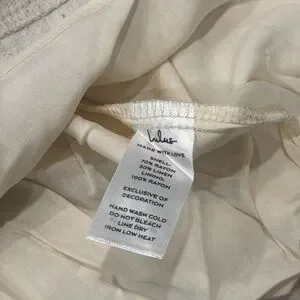 Lulus
MADE WITH LOVE
SHELL:
70% RAYON
30% LINEN
LINING:
100% RAYON
EXCLUSIVE OF
DECORATION
HAND WASH COLD
DO NOT BLEACH
LINE DRY
IRON LOW HEAT